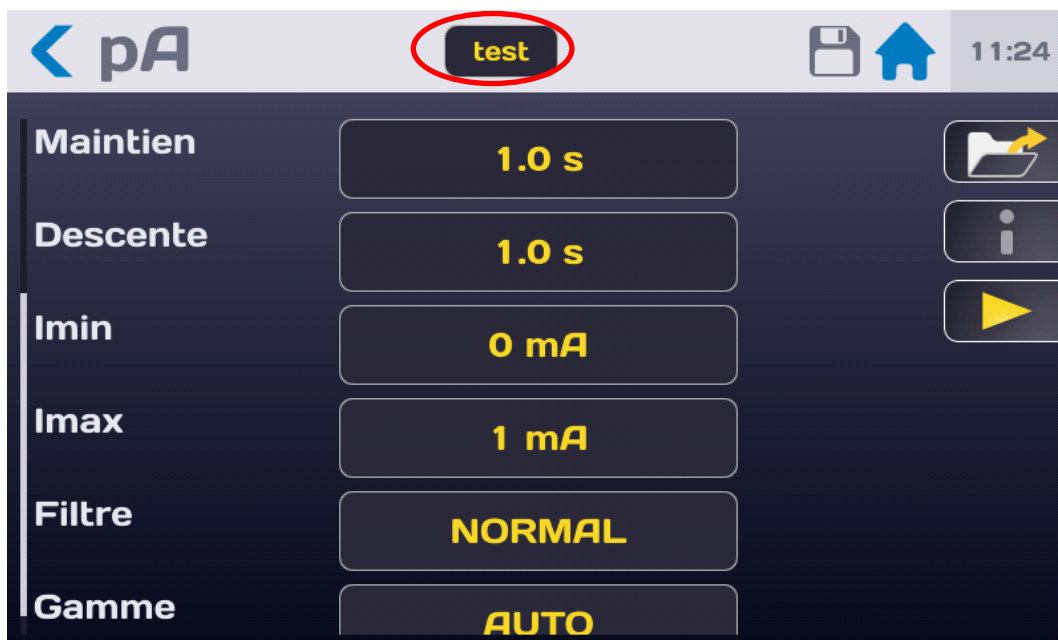 pA
test
11:24
Maintien
1.0 s
Descente
1.0 s
Imin
0 mA
Imax
1 mA
Filtre
NORMAL
Gamme
AUTO